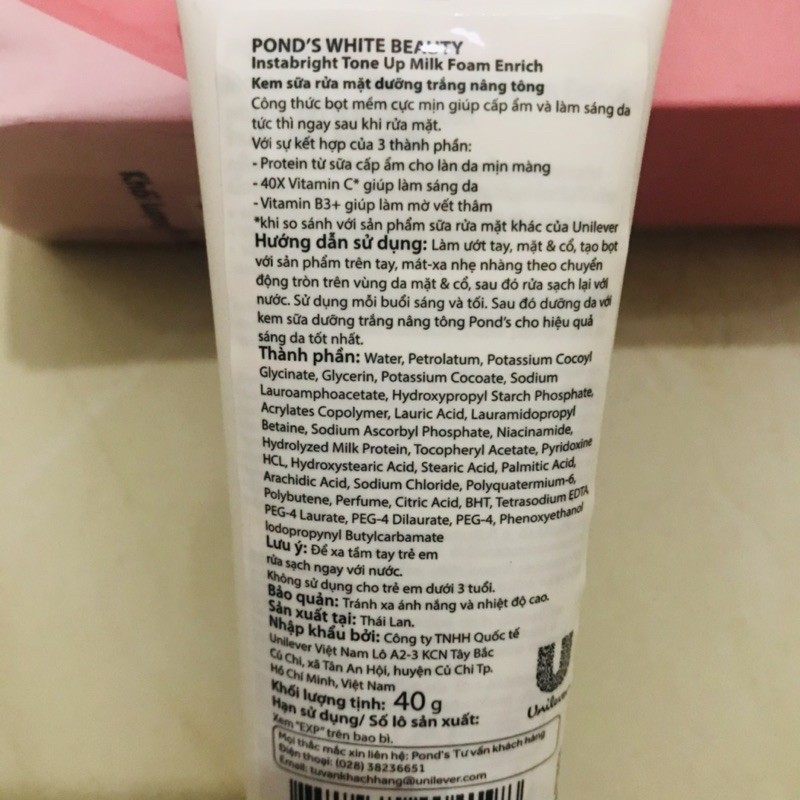 POND'S WHITE BEAUTY
Instabright Tone Up Milk Foam Enrich
Kem sữa rửa mặt dưỡng trắng nâng tông
Công thức bọt mềm cực mịn giúp cấp ẩm và làm sáng da
tức thì ngay sau khi rửa mặt.
Với sự kết hợp của 3 thành phần:
- Protein từ sữa cấp ẩm cho làn da mịn màng
- 40X Vitamin C* giúp làm sáng da
- Vitamin B3+ giúp làm mờ vết thâm
*khi so sánh với sản phẩm sữa rửa mặt khác của Unilever
Hướng dẫn sử dụng: Làm ướt tay, mặt & cổ, tạo bọt
với sản phẩm trên tay, mát-xa nhẹ nhàng theo chuyển
động tròn trên vùng da mặt & cổ, sau đó rửa sạch lại với
nước. Sử dụng mỗi buổi sáng và tối. Sau đó dưỡng da với
kem sữa dưỡng trắng nâng tông Pond's cho hiệu quả
sáng da tốt nhất.
Thành phần: Water, Petrolatum, Potassium Cocoyl
Glycinate, Glycerin, Potassium Cocoate, Sodium
Lauroamphoacetate, Hydroxypropyl Starch Phosphate,
Acrylates Copolymer, Lauric Acid, Lauramidopropyl
Betaine, Sodium Ascorbyl Phosphate, Niacinamide,
Hydrolyzed Milk Protein, Tocopheryl Acetate, Pyridoxine
HCL, Hydroxystearic Acid, Stearic Acid, Palmitic Acid,
Arachidic Acid, Sodium Chloride, Polyquatermium-6,
Polybutene, Perfume, Citric Acid, BHT, Tetrasodium EDTA,
PEG-4 Laurate, PEG-4 Dilaurate, PEG-4, Phenoxyethanol
Iodopropynyl Butylcarbamate
Lưu ý: Để xa tầm tay trẻ em
rửa sạch ngay với nước.
Không sử dụng cho trẻ em dưới 3 tuổi.
Bảo quản: Tránh xa ánh nắng và nhiệt độ cao.
Sản xuất tại: Thái Lan.
Nhập khẩu bởi: Công ty TNHH Quốc tế
Unilever Việt Nam Lô A2-3 KCN Tây Bắc
Củ Chi, xã Tân An Hội, huyện Củ Chi Tp.
Hồ Chí Minh, Việt Nam
Khối lượng tịnh: 40 g
Hạn sử dụng/ Số lô sản xuất:
Xem "EXP" trên bao bì.
Unilever
Mọi thắc mắc xin liên hệ: Pond's Tư vấn khách hàng
Điện thoại: (028) 38236651
Email: tuvankhachhang@unilever.com